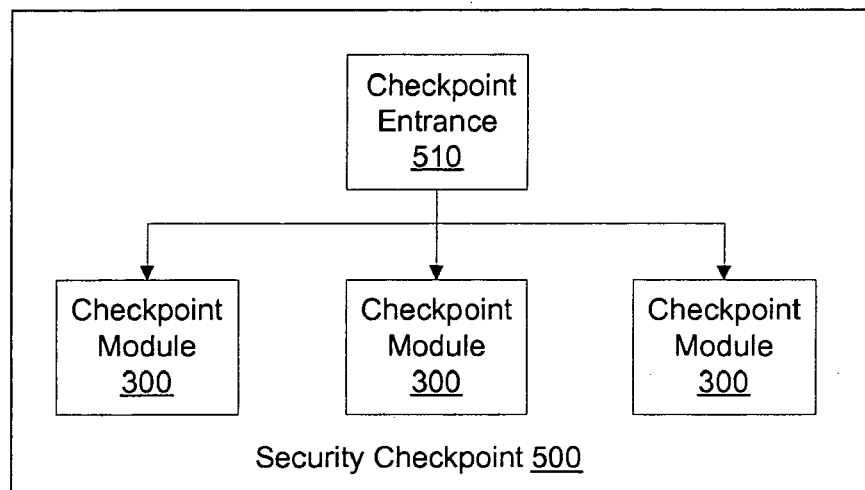 Checkpoint
Entrance
510
Checkpoint
Module
300
Checkpoint
Module
300
Checkpoint
Module
300
Security Checkpoint 500